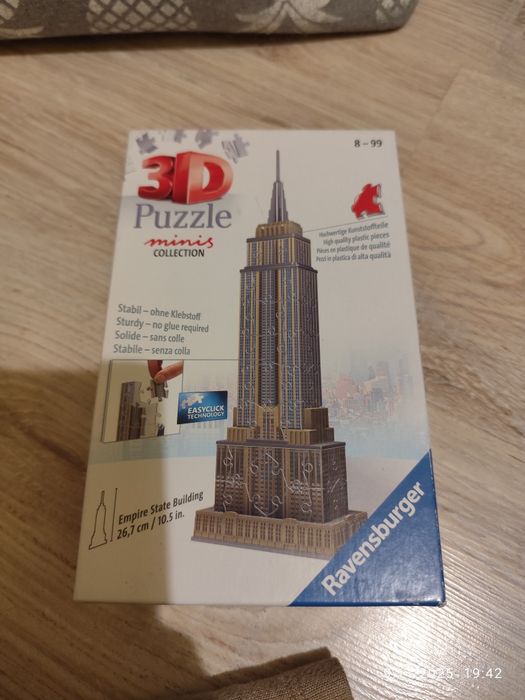 8 – 99
3D
Puzzle
minis
COLLECTION
Hochwertige Kunststoffteile
High quality plastic pieces
Pièces en plastique de qualité
Pezzi in plastica di alta qualità
Stabil – ohne Klebstoff
Sturdy – no glue required
Solide – sans colle
Stabile – senza colla
EASYCLICK
TECHNOLOGY
Empire State Building
26,7 cm / 10.5 in.
Ravensburger
2025 19:42